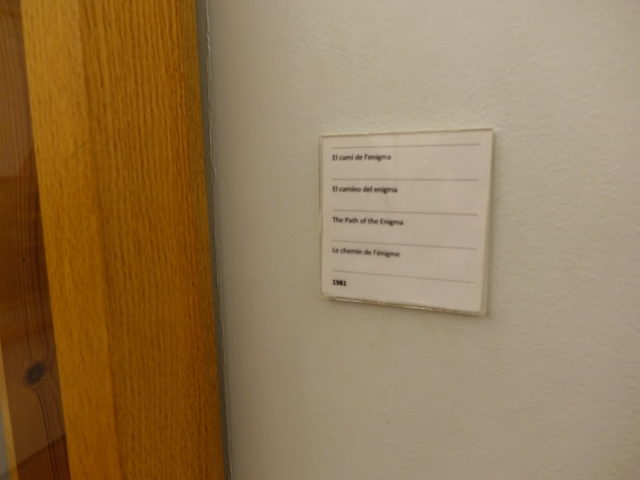 El camí de l'enigma
El camino del enigma
The Path of the Enigma
Le chemin de l'énigme
1981